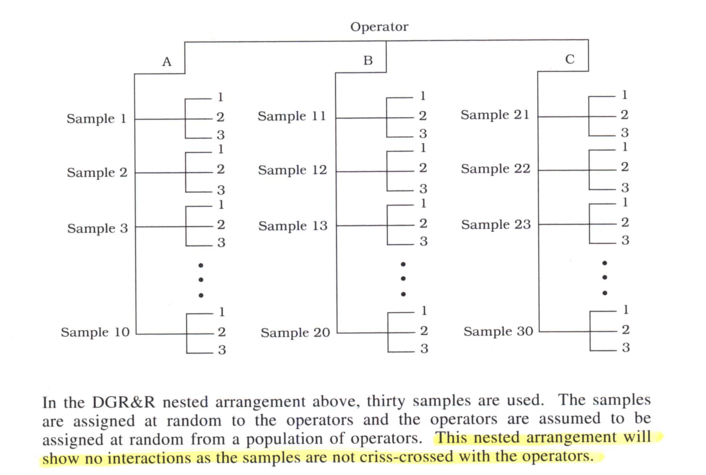 Operator
A B C
1 1 1
Sample 1 2 Sample 11 2 Sample 21 2
3 3 3
1 1 1
Sample 2 2 Sample 12 2 Sample 22 2
3 3 3
1 1 1
Sample 3 2 Sample 13 2 Sample 23 2
3 3 3
1 1 1
Sample 10 2 Sample 20 2 Sample 30 2
3 3 3
In the DGR&R nested arrangement above, thirty samples are used. The samples
are assigned at random to the operators and the operators are assumed to be
assigned at random from a population of operators. This nested arrangement will
show no interactions as the samples are not criss-crossed with the operators.